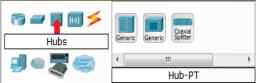 Hubs
Generic
Generic
Coaxial
Splitter
Hub-PT